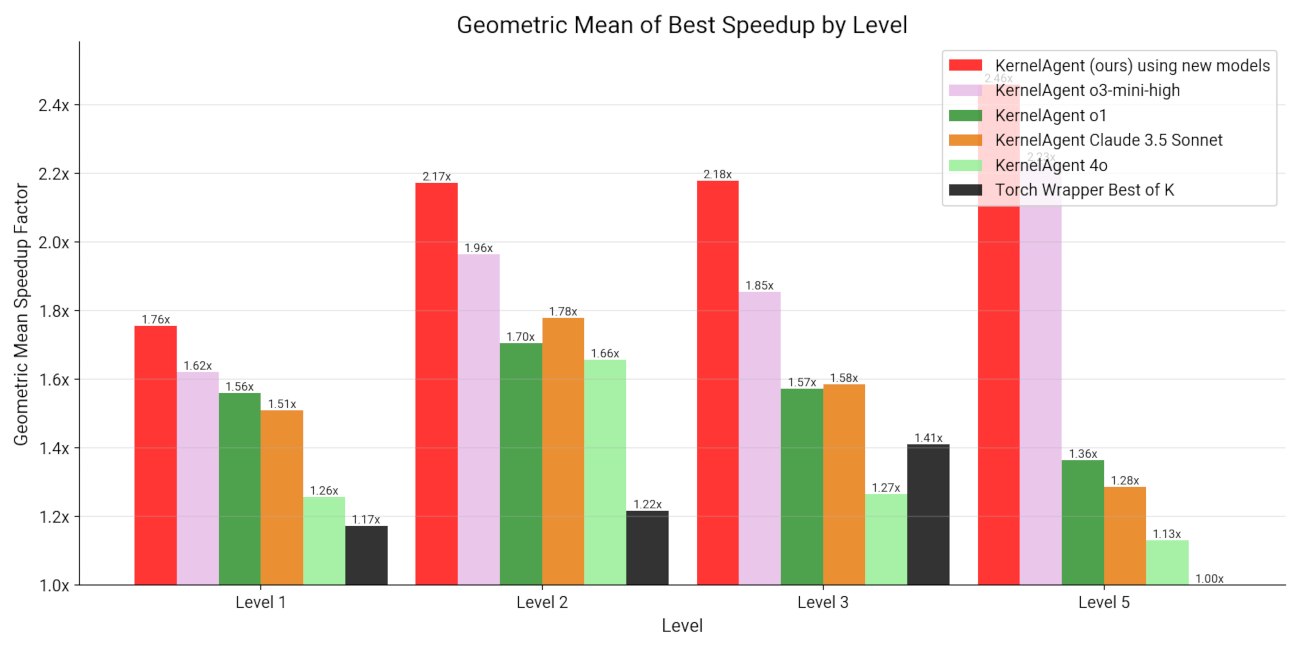 Geometric Mean of Best Speedup by Level
KernelAgent (ours) using new models
KernelAgent o3-mini-high
KernelAgent o1
KernelAgent Claude 3.5 Sonnet
KernelAgent 4o
Torch Wrapper Best of K
Geometric Mean Speedup Factor
2.4x
2.2x
2.0x
1.8x
1.6x
1.4x
1.2x
1.0x
1.76x
1.62x
1.56x
1.51x
1.26x
1.17x
2.17x
1.96x
1.70x
1.78x
1.66x
1.22x
2.18x
1.85x
1.57x
1.58x
1.27x
1.41x
2.46x
1.36x
1.28x
1.13x
1.00x
Level 1
Level 2
Level 3
Level 5
Level